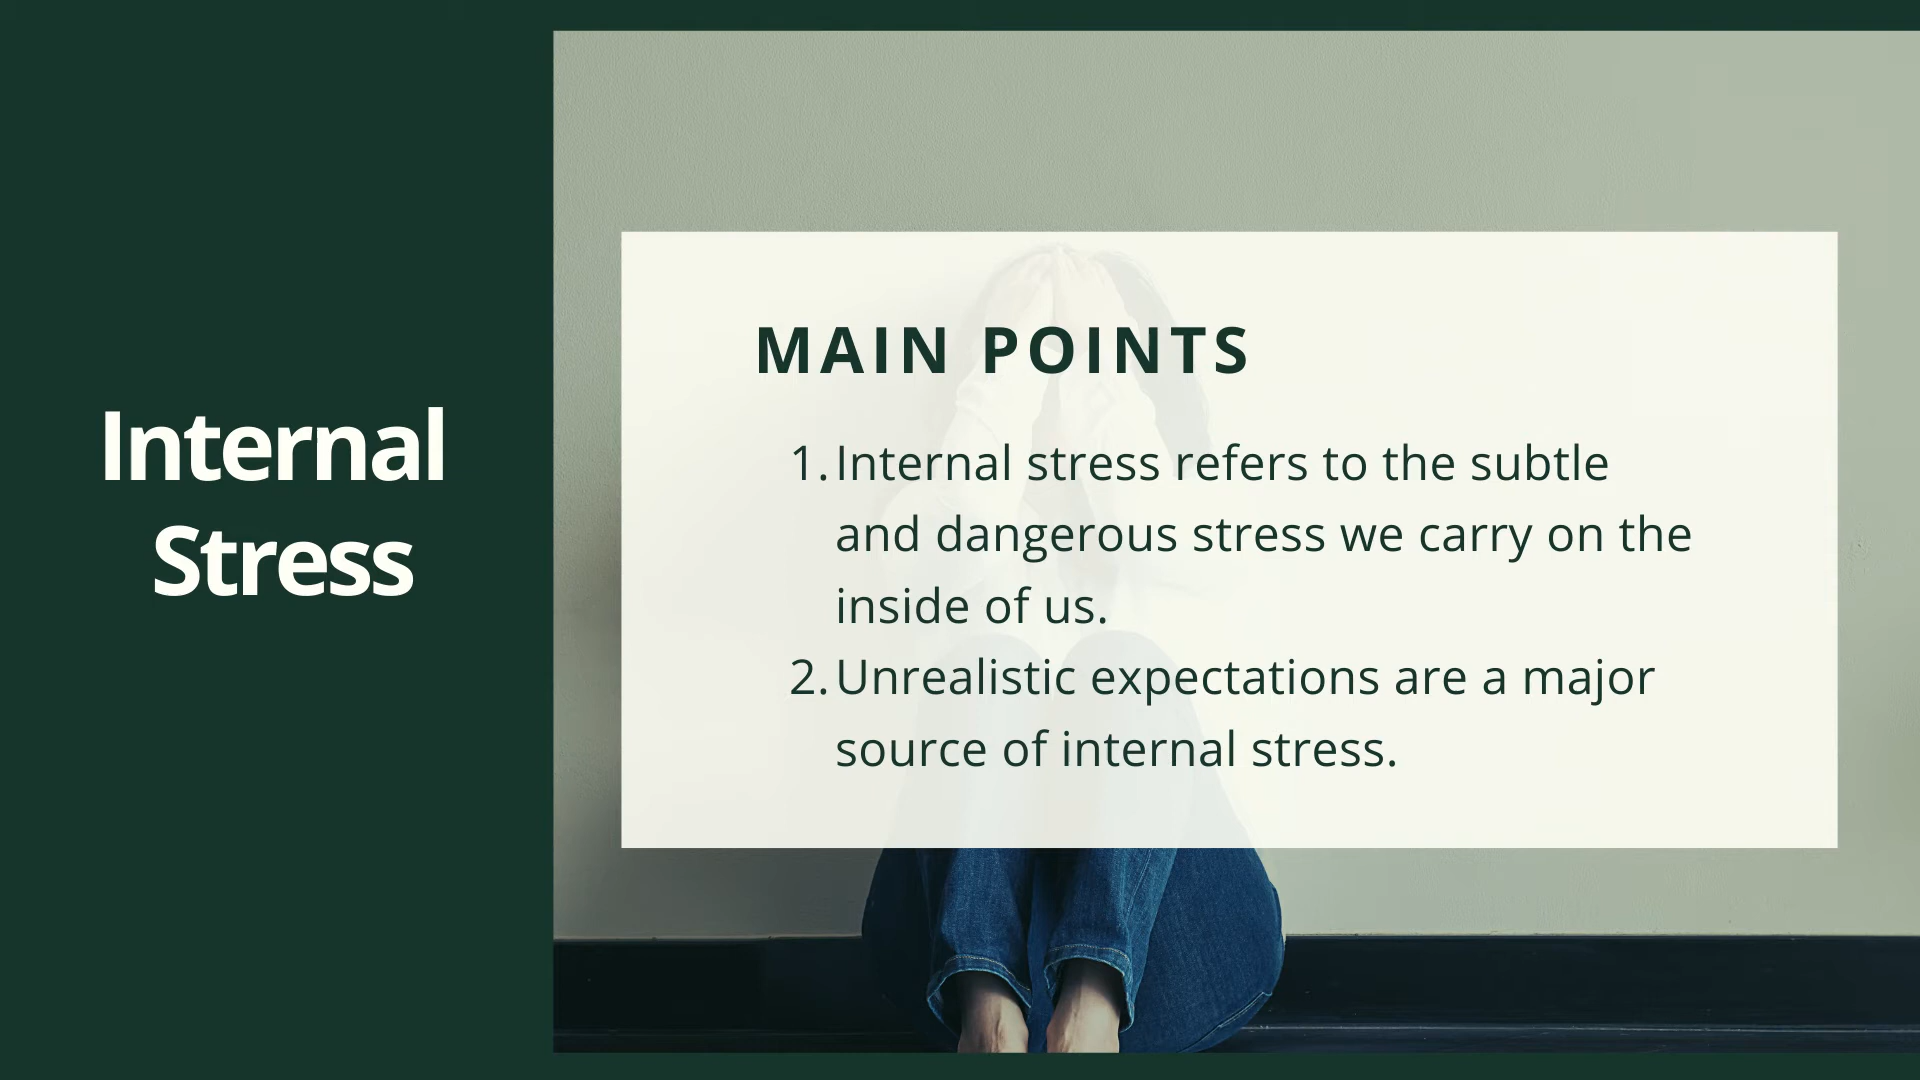 Internal
Stress
MAIN POINTS
1. Internal stress refers to the subtle
and dangerous stress we carry on the
inside of us.
2. Unrealistic expectations are a major
source of internal stress.